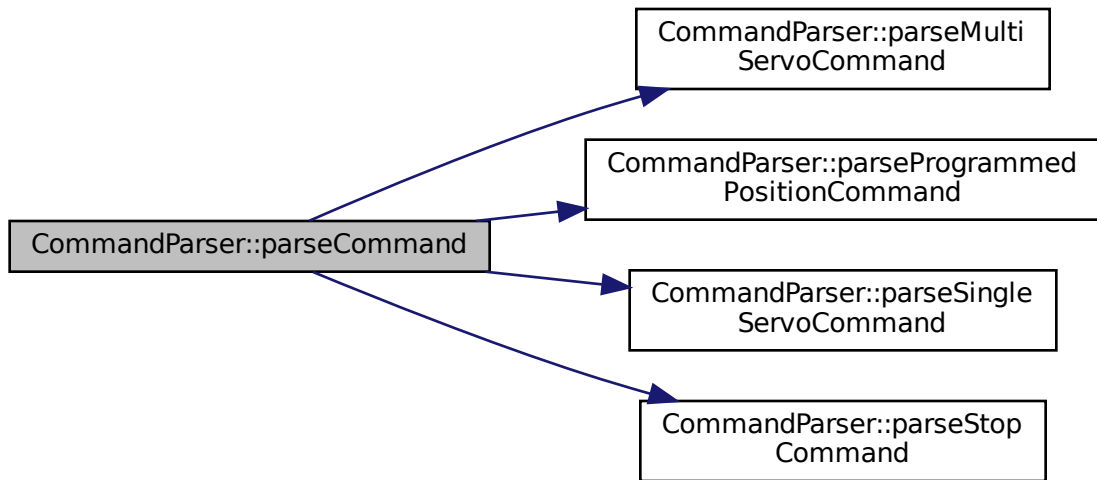 CommandParser::parseMulti
ServoCommand
CommandParser::parseProgrammed
PositionCommand
CommandParser::parseCommand
CommandParser::parseSingle
ServoCommand
CommandParser::parseStop
Command